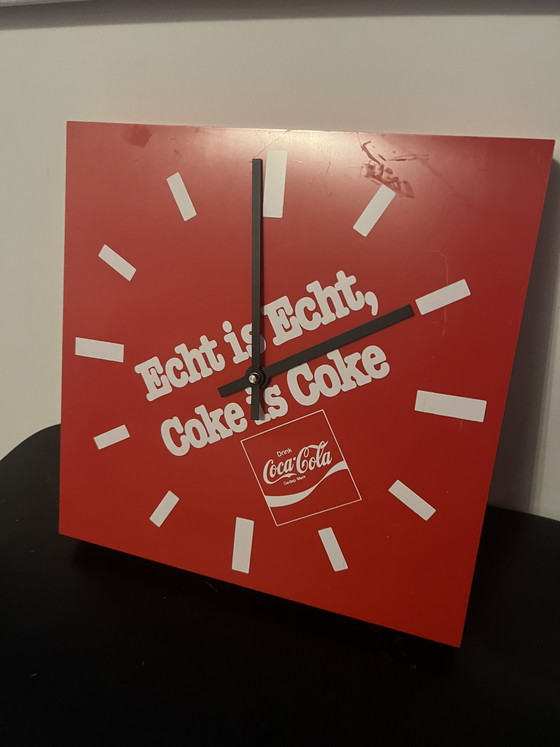 Echt is Echt,
Coke is Coke
Drink
Coca-Cola